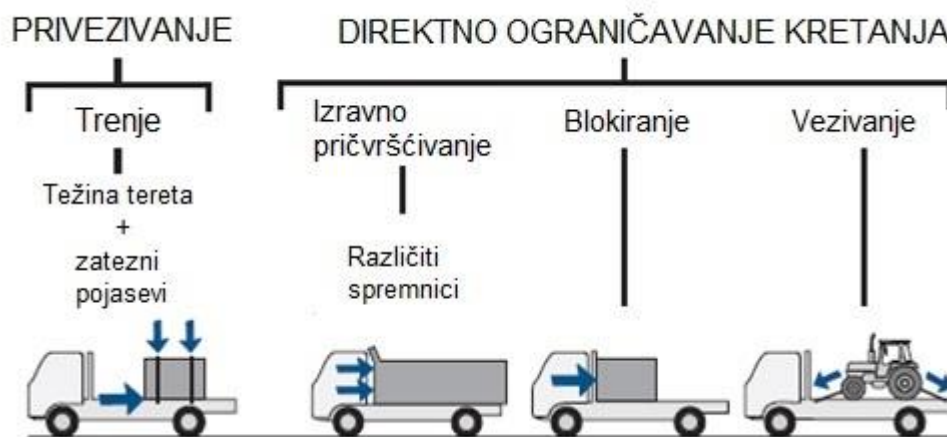 PRIVEZIVANJE
Trenje
Težina tereta
+
zatezni
pojasevi
DIREKTNO OGRANIČAVANJE KRETANJA
Izravno
pričvršćivanje
Različiti
spremnici
Blokiranje
Vezivanje